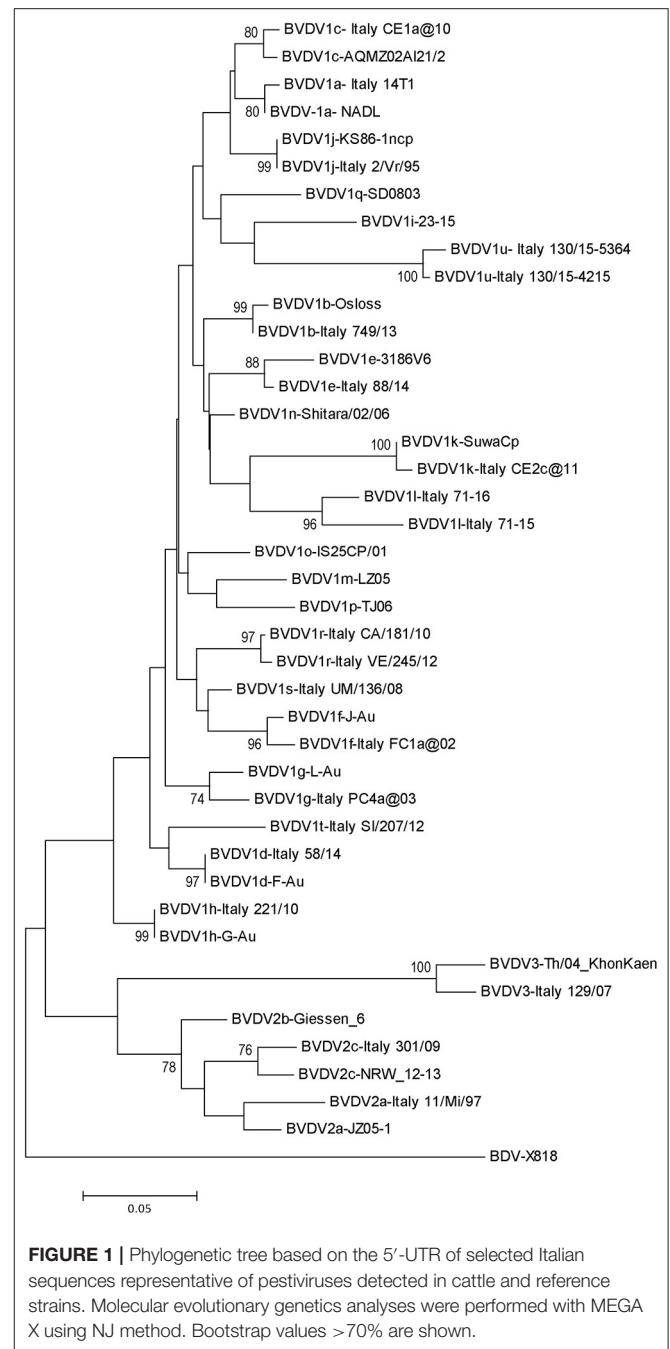 80
BVDV1c- Italy CE1a@10
BVDV1c-AQMZ02AI21/2
BVDV1a- Italy 14T1
80
BVDV-1a- NADL
BVDV1j-KS86-1ncp
99
BVDV1j-Italy 2/Vr/95
BVDV1q-SD0803
BVDV1i-23-15
BVDV1u- Italy 130/15-5364
100
BVDV1u-Italy 130/15-4215
99
BVDV1b-Osloss
BVDV1b-Italy 749/13
88
BVDV1e-3186V6
BVDV1e-Italy 88/14
BVDV1n-Shitara/02/06
100
BVDV1k-SuwaCp
BVDV1k-Italy CE2c@11
BVDV1l-Italy 71-16
96
BVDV1l-Italy 71-15
BVDV1o-IS25CP/01
BVDV1m-LZ05
BVDV1p-TJ06
97
BVDV1r-Italy CA/181/10
BVDV1r-Italy VE/245/12
BVDV1s-Italy UM/136/08
BVDV1f-J-Au
96
BVDV1f-Italy FC1a@02
BVDV1g-L-Au
74
BVDV1g-Italy PC4a@03
BVDV1t-Italy SI/207/12
BVDV1d-Italy 58/14
97
BVDV1d-F-Au
BVDV1h-Italy 221/10
99
BVDV1h-G-Au
100
BVDV3-Th/04_KhonKaen
BVDV3-Italy 129/07
BVDV2b-Giessen_6
78
76
BVDV2c-Italy 301/09
BVDV2c-NRW_12-13
BVDV2a-Italy 11/Mi/97
BVDV2a-JZ05-1
BDV-X818
0.05
FIGURE 1 | Phylogenetic tree based on the 5′-UTR of selected Italian
sequences representative of pestiviruses detected in cattle and reference
strains. Molecular evolutionary genetics analyses were performed with MEGA
X using NJ method. Bootstrap values >70% are shown.